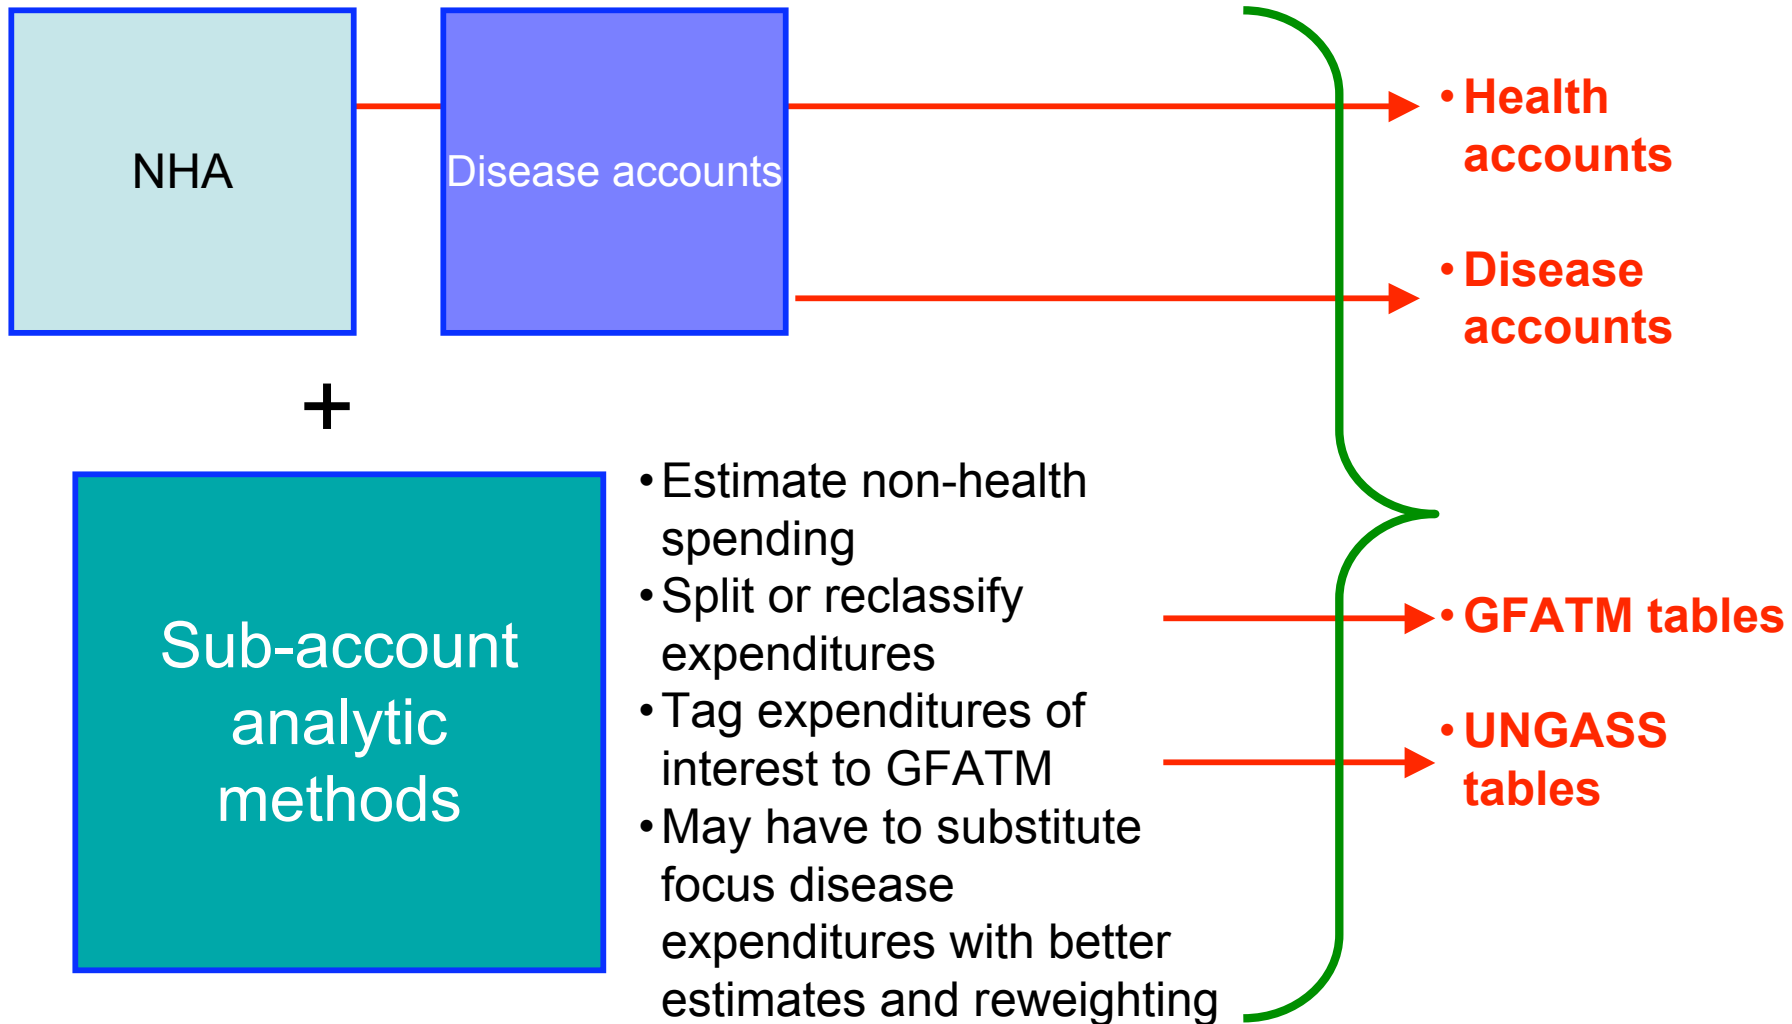 NHA
Disease accounts
• Health
accounts
• Disease
accounts
+
Sub-account
analytic
methods
• Estimate non-health
spending
• Split or reclassify
expenditures
• Tag expenditures of
interest to GFATM
• May have to substitute
focus disease
expenditures with better
estimates and reweighting
• GFATM tables
• UNGASS
tables